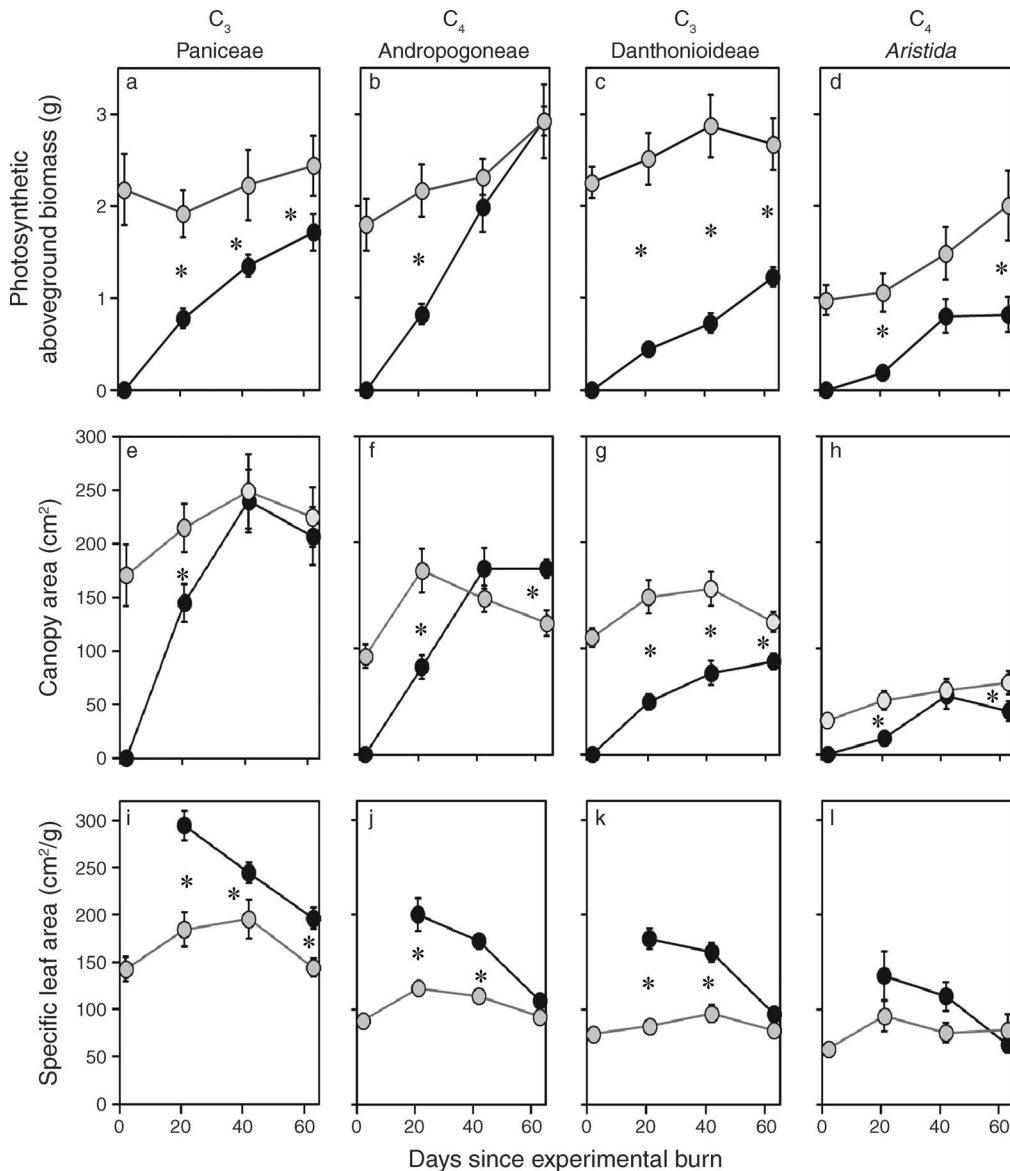 C3 C4 C3 C4
Paniceae Andropogoneae Danthonioideae Aristida
Photosynthetic
aboveground biomass (g)
a b c d
3
2
1
0
* * * * * * * * *
Canopy area (cm²)
300
250
200
150
100
50
0
e f g h
* * * * * * * *
Specific leaf area (cm²/g)
300
250
200
150
100
50
0
i j k l
* * * * * * *
0 20 40 60 0 20 40 60 0 20 40 60 0 20 40 60
Days since experimental burn